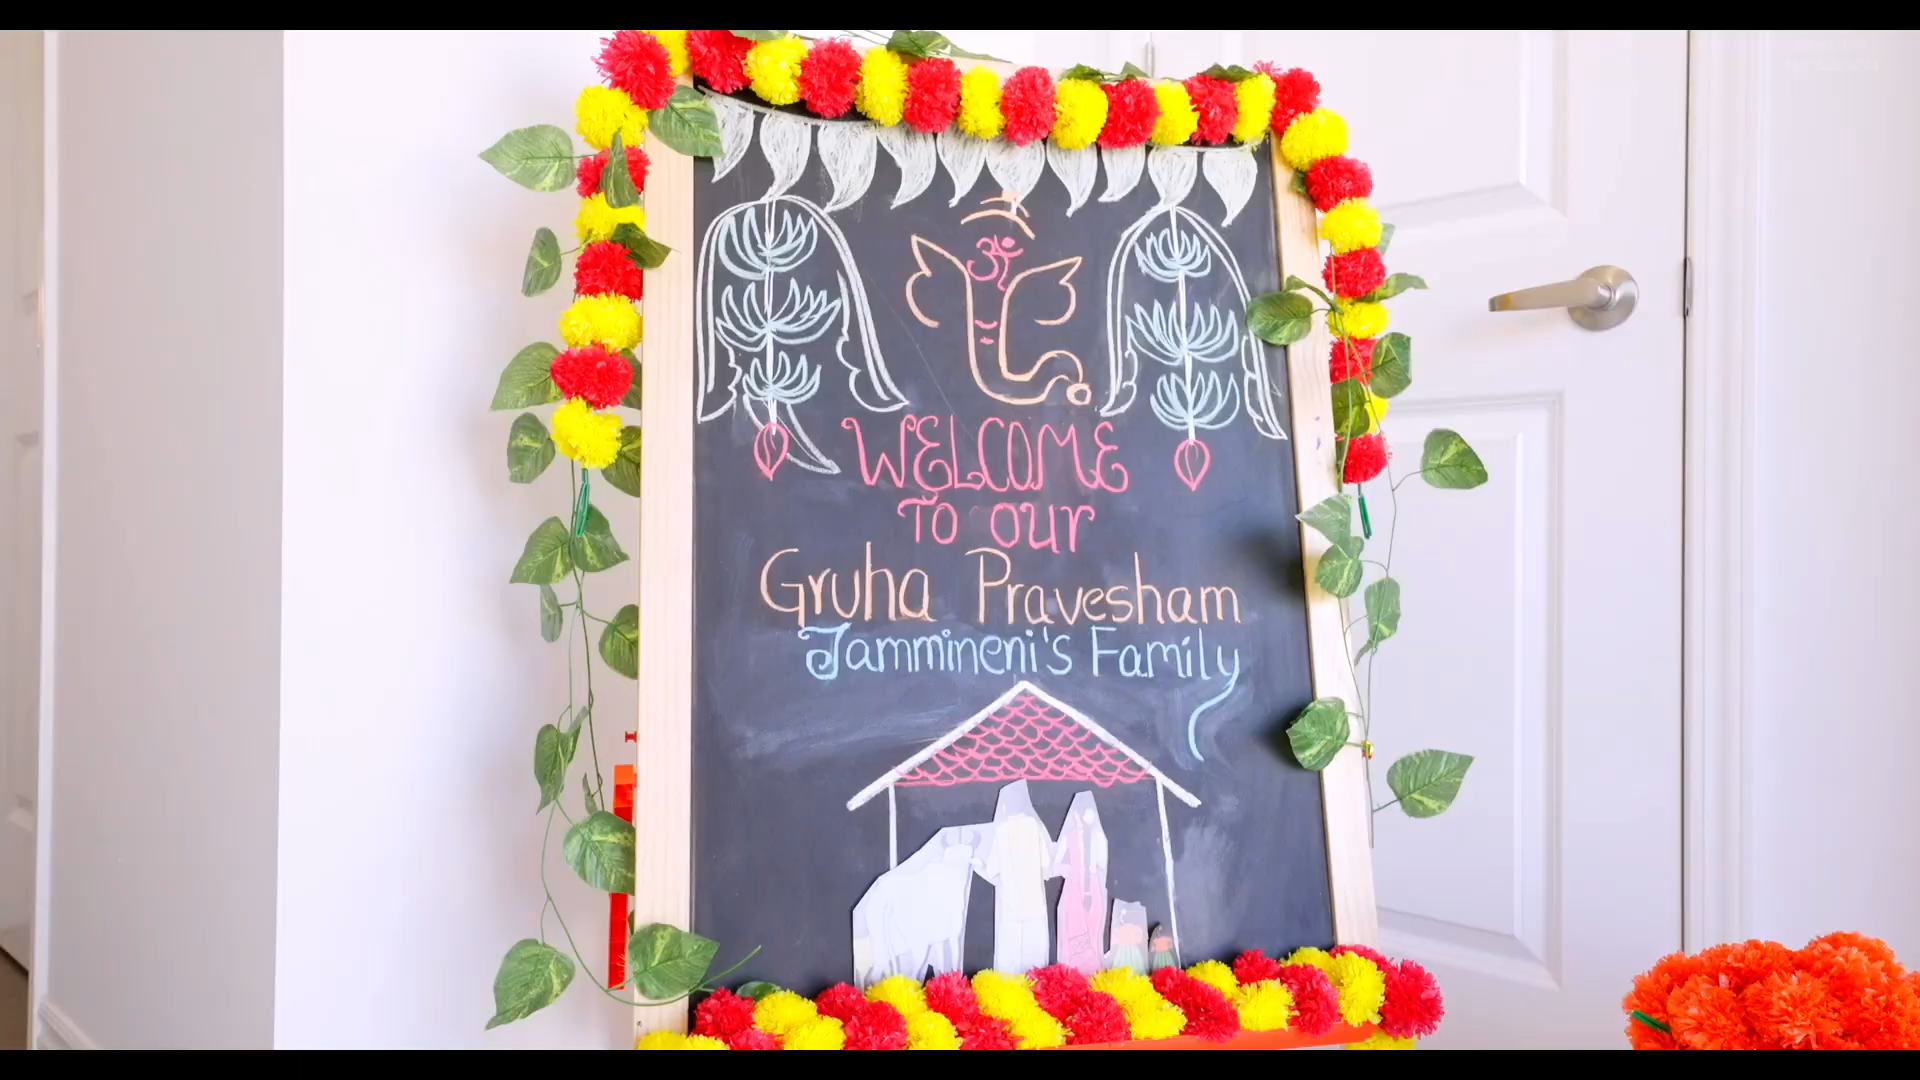 ॐ
WELCOME
TO OUR
Gruha Pravesham
Jammineni's Family